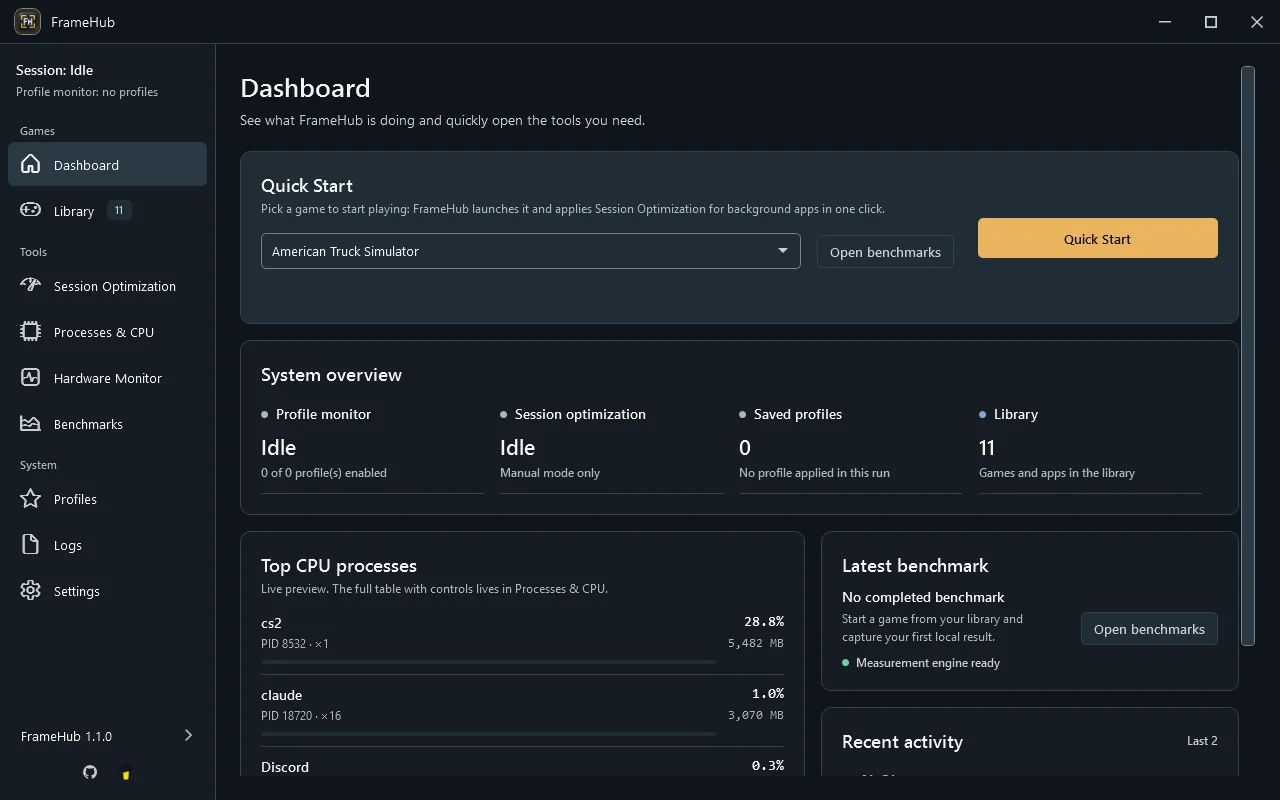 FH FrameHub
Session: Idle
Profile monitor: no profiles
Games
Dashboard
Library 11
Tools
Session Optimization
Processes & CPU
Hardware Monitor
Benchmarks
System
Profiles
Logs
Settings
FrameHub 1.1.0
Dashboard
See what FrameHub is doing and quickly open the tools you need.
Quick Start
Pick a game to start playing: FrameHub launches it and applies Session Optimization for background apps in one click.
American Truck Simulator
Open benchmarks
Quick Start
System overview
Profile monitor
Idle
0 of 0 profile(s) enabled
Session optimization
Idle
Manual mode only
Saved profiles
0
No profile applied in this run
Library
11
Games and apps in the library
Top CPU processes
Live preview. The full table with controls lives in Processes & CPU.
cs2 28.8%
PID 8532 · ×1 5,482 MB
claude 1.0%
PID 18720 · ×16 3,070 MB
Discord 0.3%
Latest benchmark
No completed benchmark
Start a game from your library and
capture your first local result.
Open benchmarks
Measurement engine ready
Recent activity Last 2